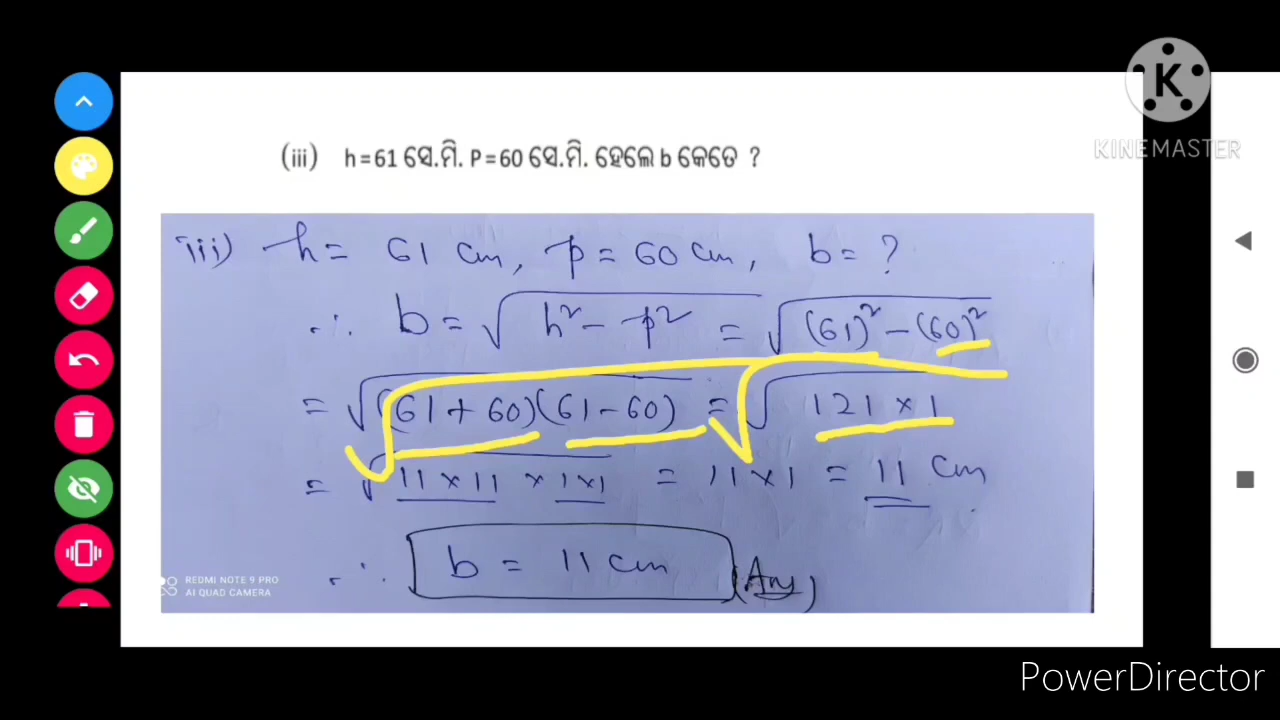 K
KINEMASTER
(iii) h=61 ସେ.ମି. P=60 ସେ.ମି. ହେଲେ b କେତେ ?
iii) h = 61 cm, p = 60 cm, b = ?
∴ b = √(h² – p²) = √((61)² – (60)²)
= √((61 + 60)(61 – 60)) = √(121 × 1)
= √(11 × 11 × 1×1) = 11 × 1 = 11 cm
∴ b = 11 cm (Ans)
REDMI NOTE 9 PRO
AI QUAD CAMERA
PowerDirector